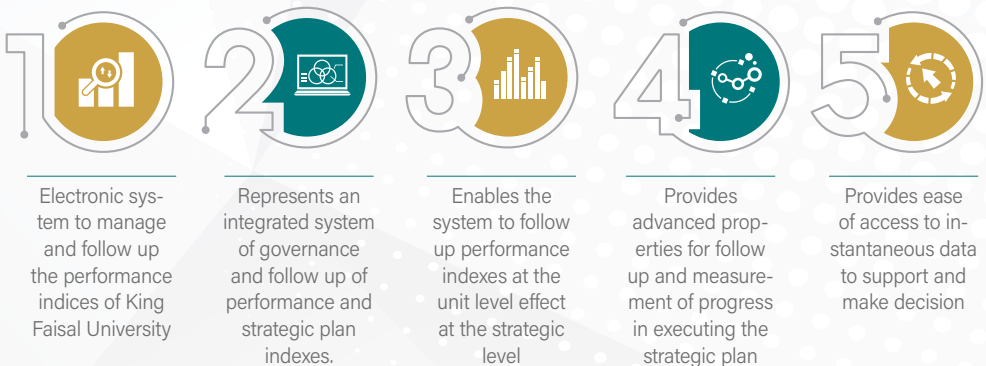 1
Electronic sys-
tem to manage
and follow up
the performance
indices of King
Faisal University
2
Represents an
integrated system
of governance
and follow up of
performance and
strategic plan
indexes.
3
Enables the
system to follow
up performance
indexes at the
unit level effect
at the strategic
level
4
Provides
advanced prop-
erties for follow
up and measure-
ment of progress
in executing the
strategic plan
5
Provides ease
of access to in-
stantaneous data
to support and
make decision